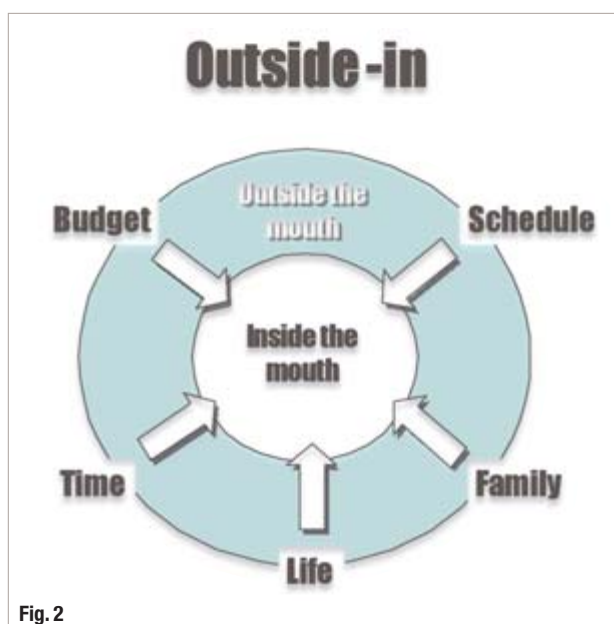 Outside-in
Outside the
mouth
Budget
Schedule
Inside the
mouth
Time
Family
Life
Fig. 2